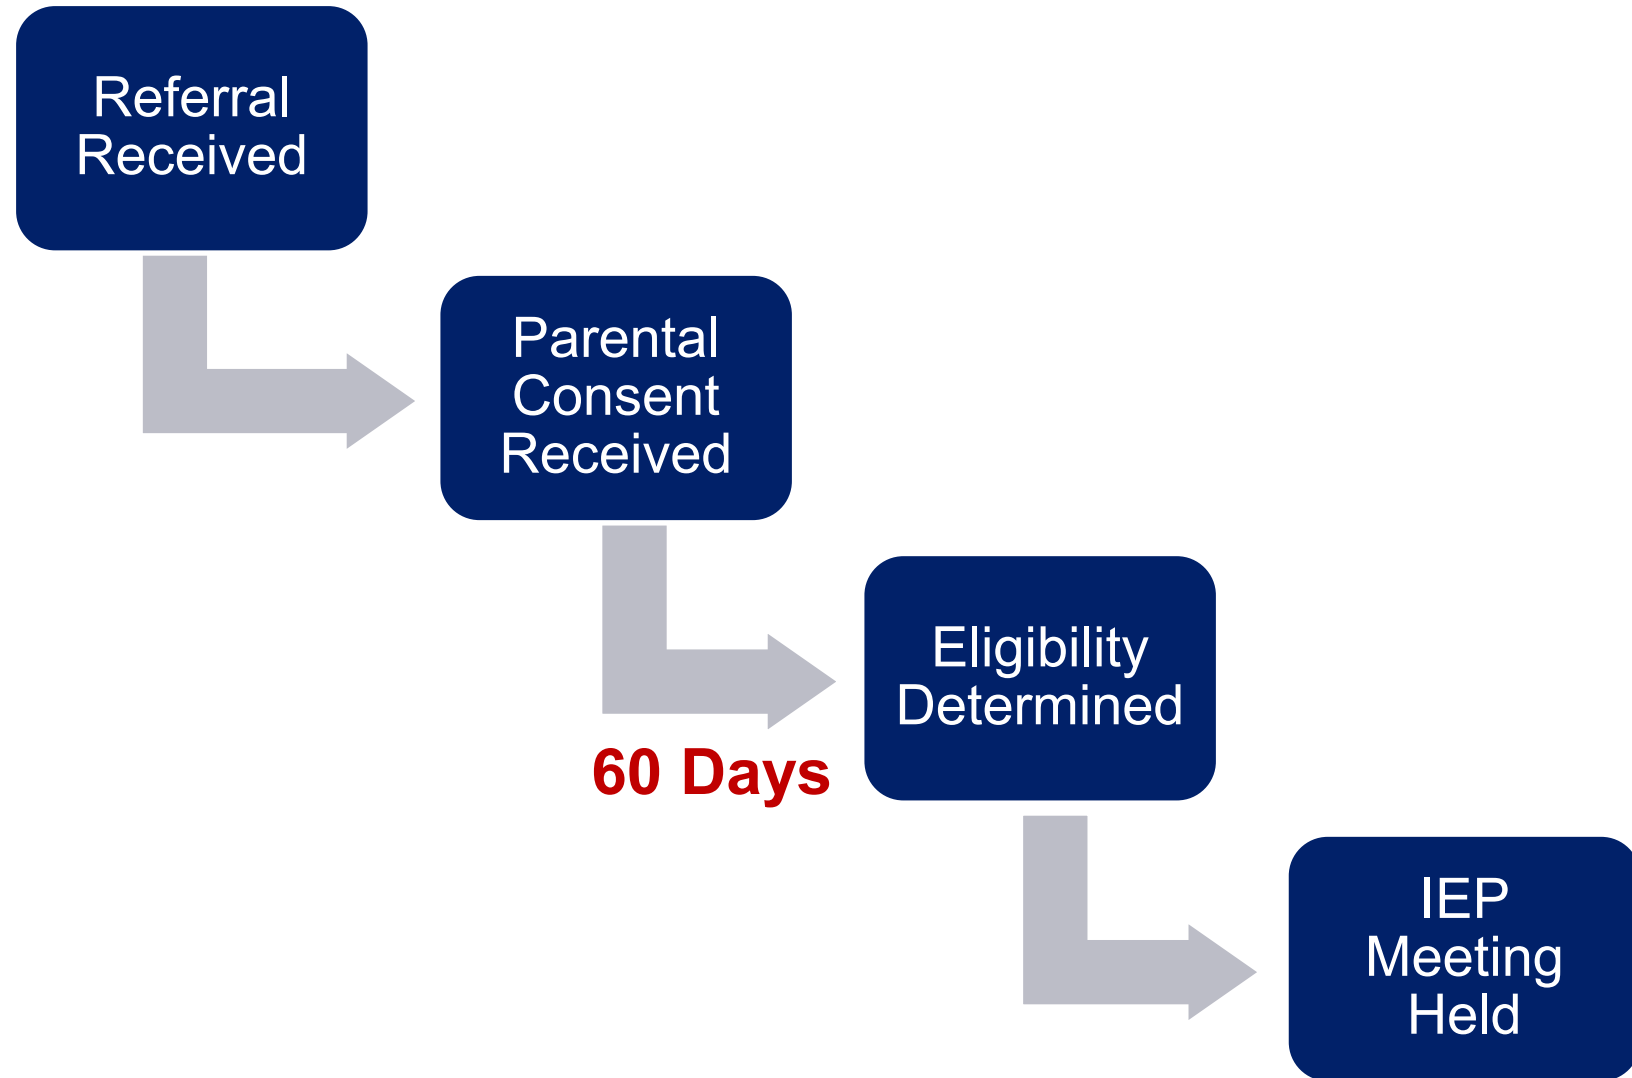 Referral
Received
Parental
Consent
Received
60 Days
Eligibility
Determined
IEP
Meeting
Held